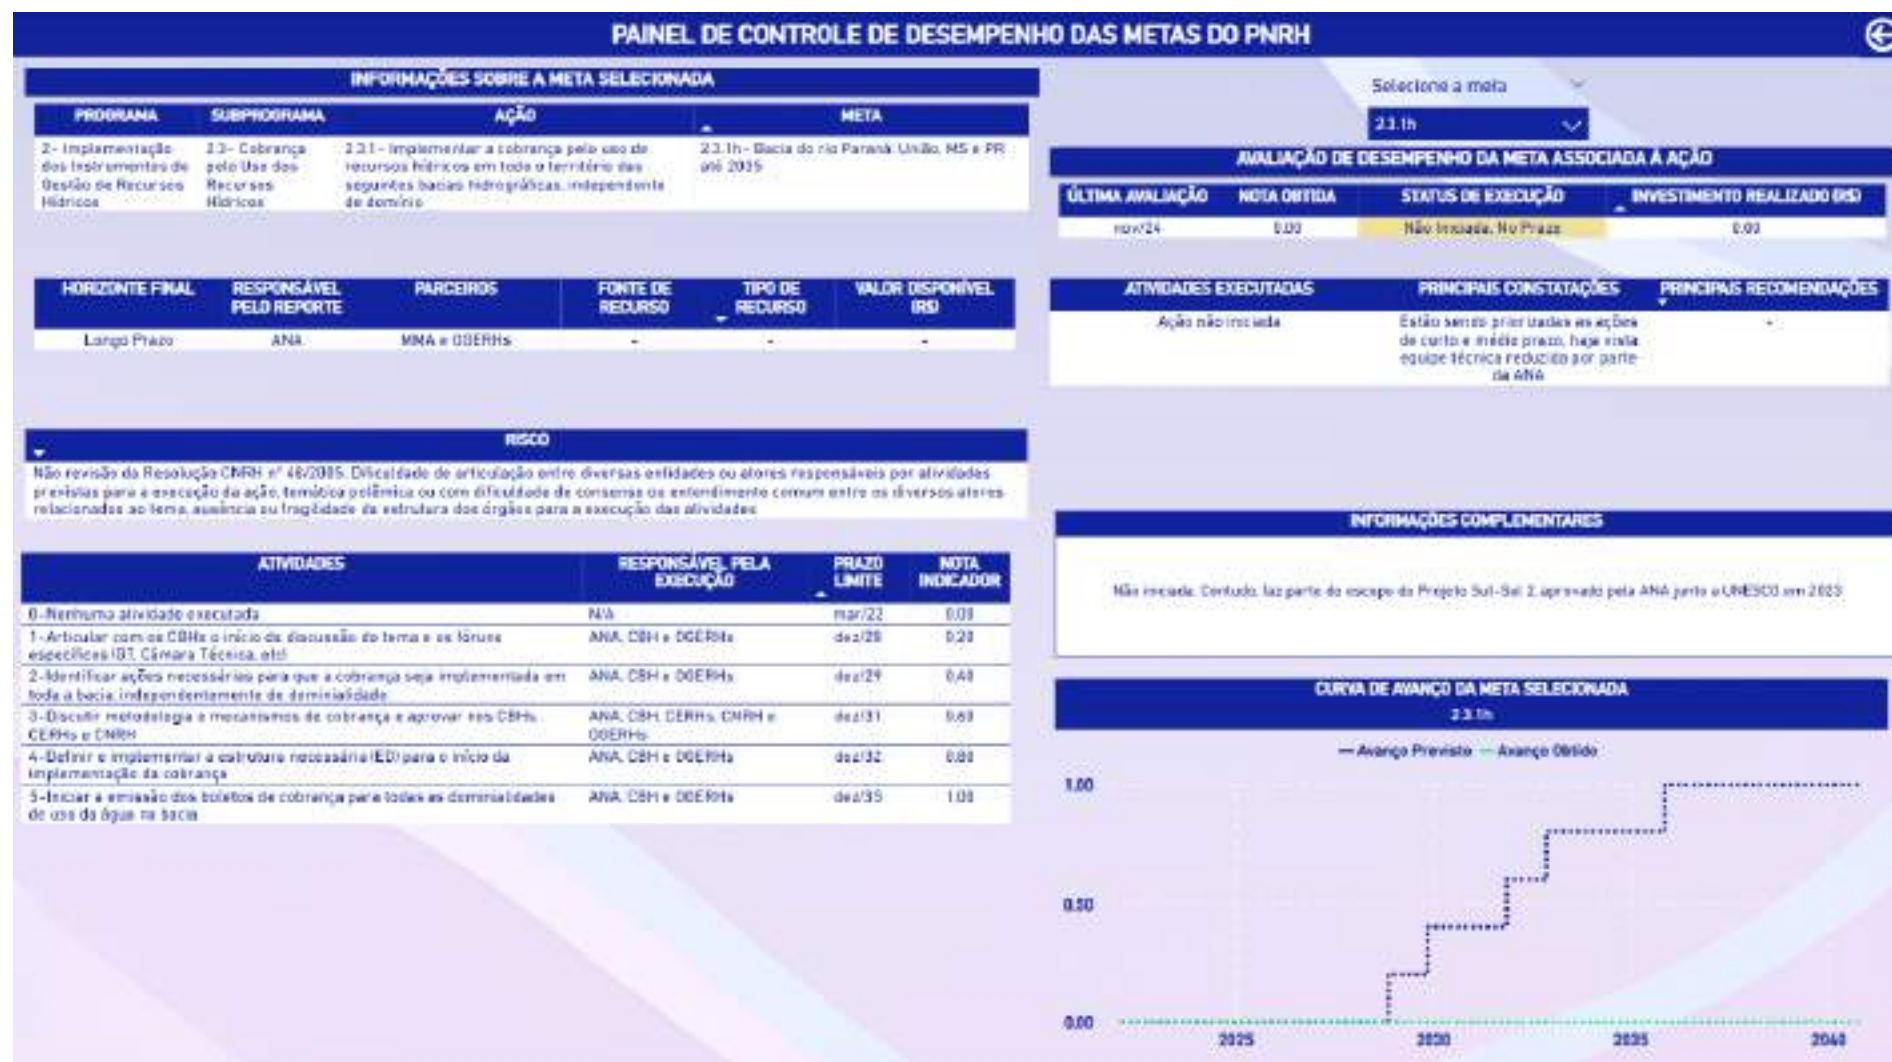 PAINEL DE CONTROLE DE DESEMPENHO DAS METAS DO PNRH
INFORMAÇÕES SOBRE A META SELECIONADA
PROGRAMA SUBPROGRAMA AÇÃO META
2- Implementação dos Instrumentos de Gestão de Recursos Hídricos
2.3- Cobrança pelo Uso dos Recursos Hídricos
2.3.1- Implementar a cobrança pelo uso de recursos hídricos em todo o território das seguintes bacias hidrográficas, independente de domínio
2.3.1h- Bacia do rio Paraná: União, MS e PR até 2035
HORIZONTE FINAL RESPONSÁVEL PELO REPORTE PARCEIROS FONTE DE RECURSO TIPO DE RECURSO VALOR DISPONÍVEL (R$)
Longo Prazo ANA MMA e OGERHs - - -
RISCO
Não revisão da Resolução CNRH nº 48/2005. Dificuldade de articulação entre diversas entidades ou atores responsáveis por atividades
previstas para a execução da ação, temática polêmica ou com dificuldade de consenso ou entendimento comum entre os diversos atores
relacionados ao tema, ausência ou fragilidade da estrutura dos órgãos para a execução das atividades
ATIVIDADES RESPONSÁVEL PELA EXECUÇÃO PRAZO LIMITE NOTA INDICADOR
0-Nenhuma atividade executada N/A mar/22 0,00
1-Articular com os CBHs o início da discussão do tema e os fóruns específicos (GT, Câmara Técnica, etc) ANA, CBH e OGERHs dez/28 0,20
2-Identificar ações necessárias para que a cobrança seja implementada em toda a bacia, independentemente de dominialidade ANA, CBH e OGERHs dez/29 0,40
3-Discutir metodologia e mecanismos de cobrança e aprovar nos CBHs, CERHs e CNRH ANA, CBH, CERHs, CNRH e OGERHs dez/31 0,60
4-Definir e implementar a estrutura necessária (ED) para o início da implementação da cobrança ANA, CBH e OGERHs dez/32 0,80
5-Iniciar a emissão dos boletos de cobrança para todas as dominialidades de uso da água na bacia ANA, CBH e OGERHs dez/35 1,00
Selecione a meta
2.3.1h
AVALIAÇÃO DE DESEMPENHO DA META ASSOCIADA À AÇÃO
ÚLTIMA AVALIAÇÃO NOTA OBTIDA STATUS DE EXECUÇÃO INVESTIMENTO REALIZADO (R$)
nov/24 0,00 Não Iniciada, No Prazo 0,00
ATIVIDADES EXECUTADAS PRINCIPAIS CONSTATAÇÕES PRINCIPAIS RECOMENDAÇÕES
Ação não iniciada
Estão sendo priorizadas as ações
de curto e médio prazo, haja vista
equipe técnica reduzida por parte
da ANA
-
INFORMAÇÕES COMPLEMENTARES
Não iniciada. Contudo, faz parte do escopo do Projeto Sul-Sul 2, aprovado pela ANA junto a UNESCO em 2023
CURVA DE AVANÇO DA META SELECIONADA
2.3.1h
Avanço Previsto Avanço Obtido
1,00
0,50
0,00
2025 2030 2035 2040